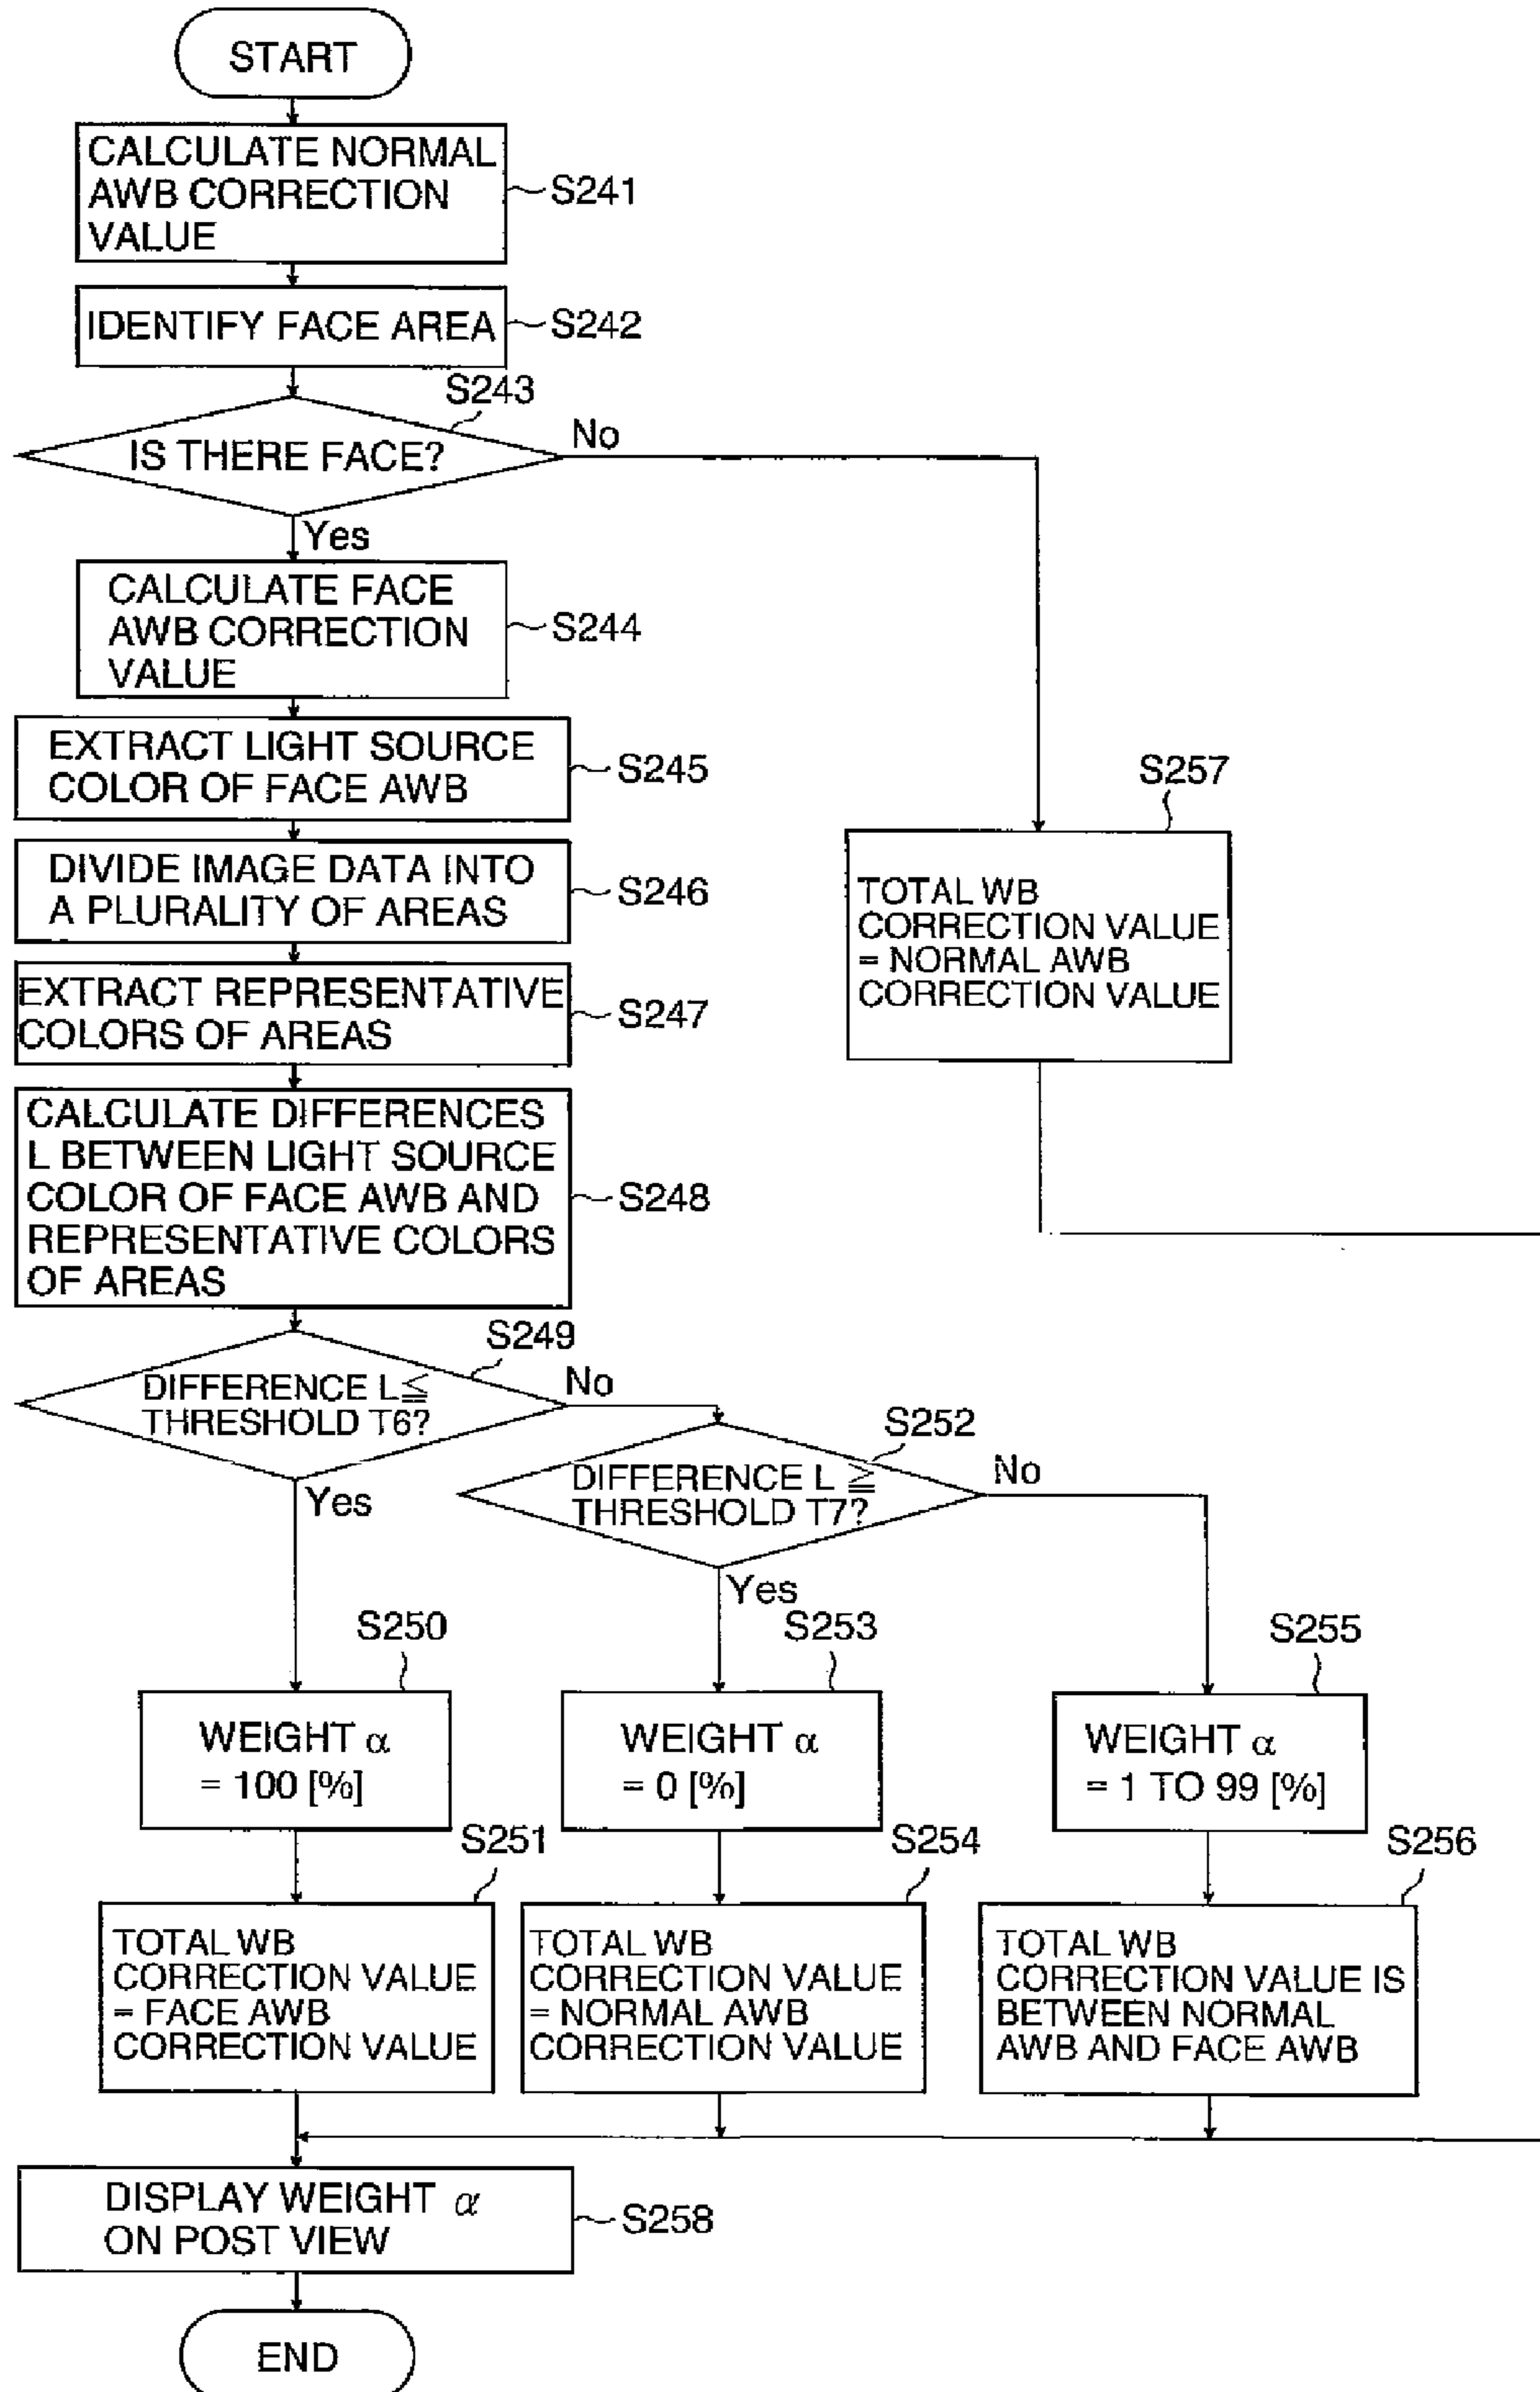 START
CALCULATE NORMAL
AWB CORRECTION
VALUE
S241
IDENTIFY FACE AREA
S242
S243
IS THERE FACE?
No
Yes
CALCULATE FACE
AWB CORRECTION
VALUE
S244
EXTRACT LIGHT SOURCE
COLOR OF FACE AWB
S245
DIVIDE IMAGE DATA INTO
A PLURALITY OF AREAS
S246
EXTRACT REPRESENTATIVE
COLORS OF AREAS
S247
S257
TOTAL WB
CORRECTION VALUE
= NORMAL AWB
CORRECTION VALUE
CALCULATE DIFFERENCES
L BETWEEN LIGHT SOURCE
COLOR OF FACE AWB AND
REPRESENTATIVE COLORS
OF AREAS
S248
S249
DIFFERENCE L≦
THRESHOLD T6?
No
Yes
S252
DIFFERENCE L ≧
THRESHOLD T7?
No
Yes
S250
WEIGHT α
= 100 [%]
S253
WEIGHT α
= 0 [%]
S255
WEIGHT α
= 1 TO 99 [%]
S251
TOTAL WB
CORRECTION VALUE
= FACE AWB
CORRECTION VALUE
S254
TOTAL WB
CORRECTION VALUE
= NORMAL AWB
CORRECTION VALUE
S256
TOTAL WB
CORRECTION VALUE IS
BETWEEN NORMAL
AWB AND FACE AWB
DISPLAY WEIGHT α
ON POST VIEW
S258
END